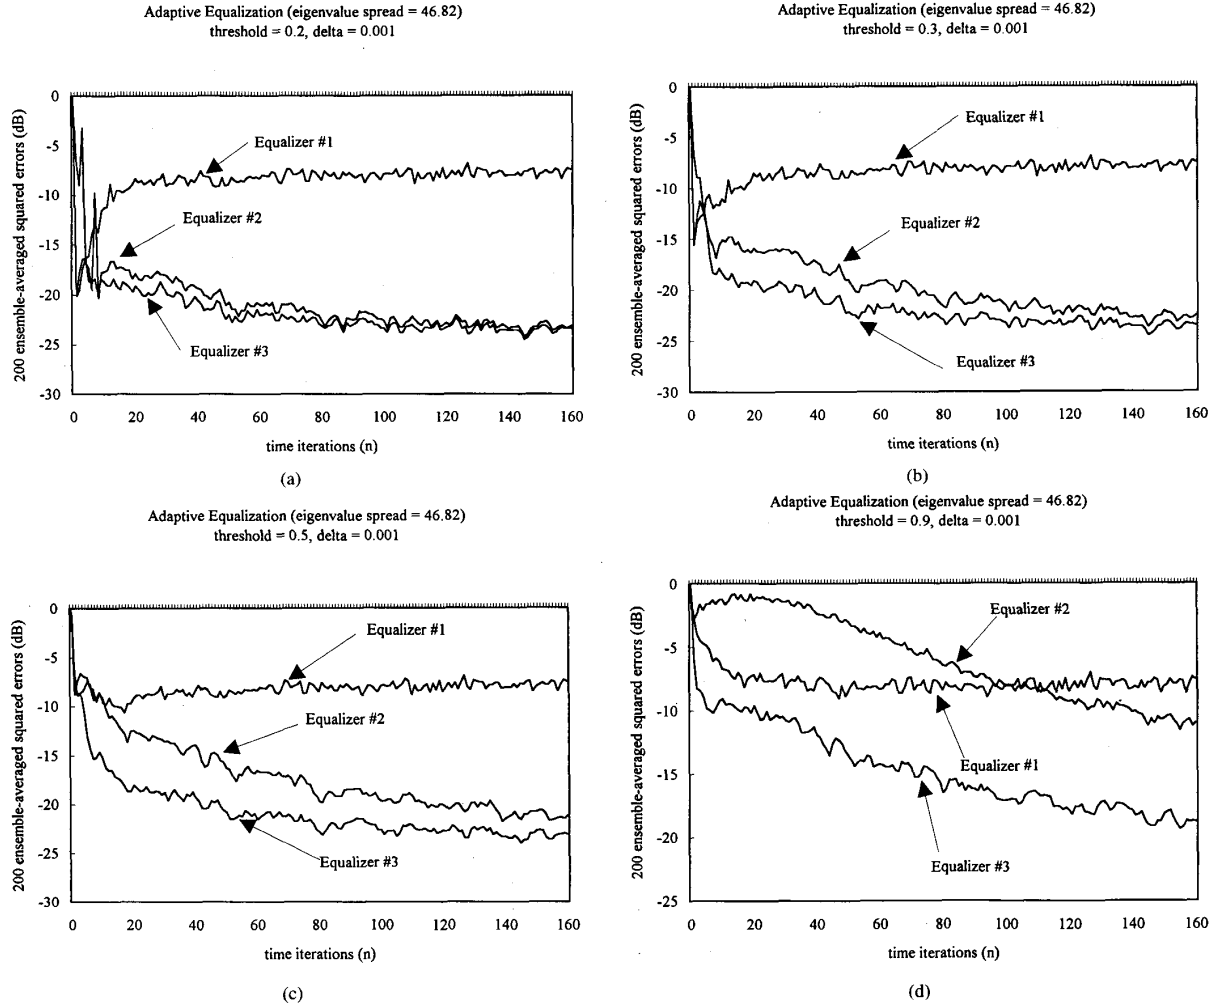 Adaptive Equalization (eigenvalue spread = 46.82)
threshold = 0.2, delta = 0.001
200 ensemble-averaged squared errors (dB)
0
-5
-10
-15
-20
-25
-30
Equalizer #1
Equalizer #2
Equalizer #3
0 20 40 60 80 100 120 140 160
time iterations (n)
(a)
Adaptive Equalization (eigenvalue spread = 46.82)
threshold = 0.3, delta = 0.001
200 ensemble-averaged squared errors (dB)
0
-5
-10
-15
-20
-25
-30
Equalizer #1
Equalizer #2
Equalizer #3
0 20 40 60 80 100 120 140 160
time iterations (n)
(b)
Adaptive Equalization (eigenvalue spread = 46.82)
threshold = 0.5, delta = 0.001
200 ensemble-averaged squared errors (dB)
0
-5
-10
-15
-20
-25
-30
Equalizer #1
Equalizer #2
Equalizer #3
0 20 40 60 80 100 120 140 160
time iterations (n)
(c)
Adaptive Equalization (eigenvalue spread = 46.82)
threshold = 0.9, delta = 0.001
200 ensemble-averaged squared errors (dB)
0
-5
-10
-15
-20
-25
Equalizer #2
Equalizer #1
Equalizer #3
0 20 40 60 80 100 120 140 160
time iterations (n)
(d)